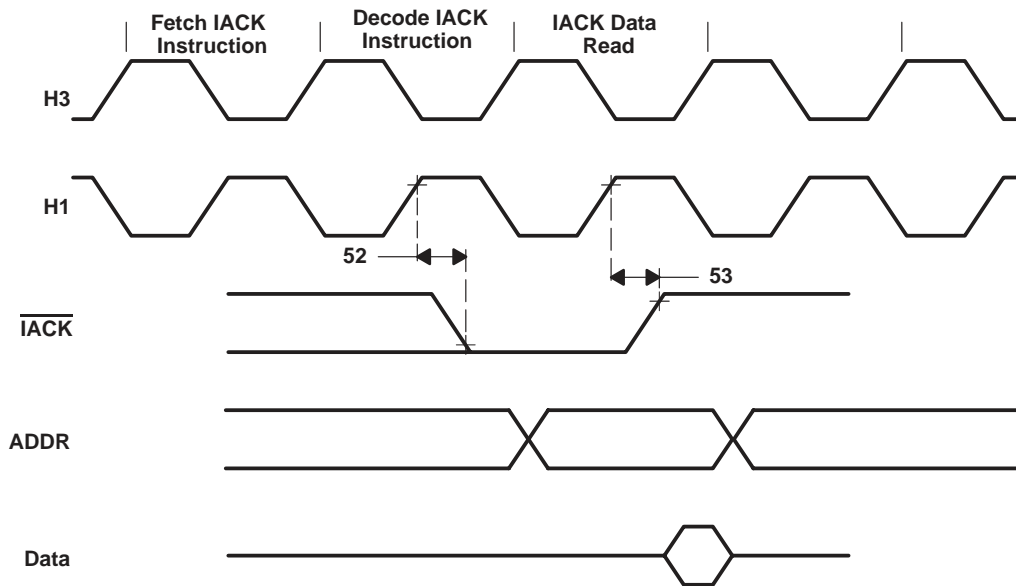 Fetch IACK
Instruction
Decode IACK
Instruction
IACK Data
Read
H3
H1
52
53
IACK
ADDR
Data